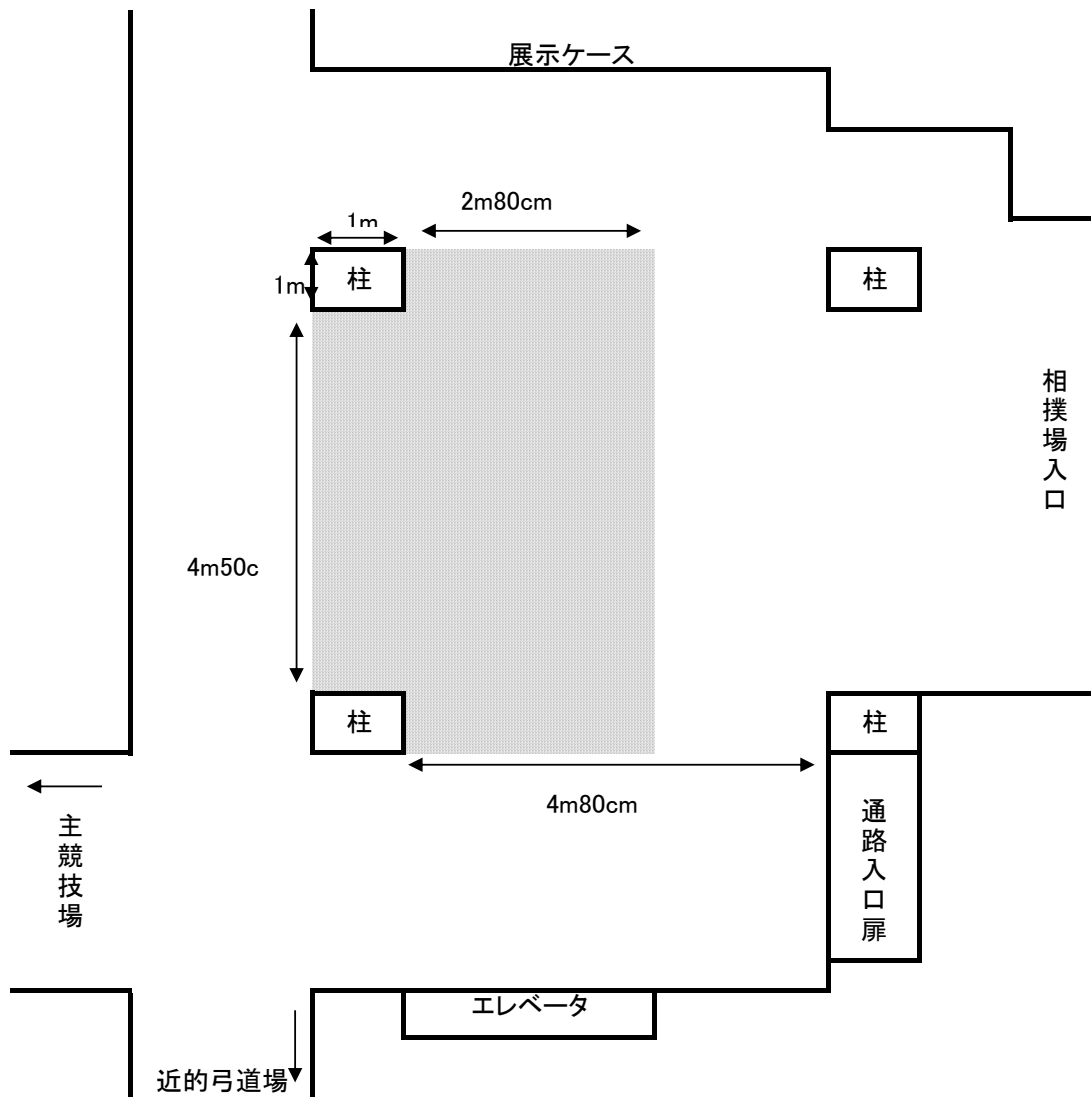 展示ケース
2m80cm
1m
1m
柱
柱
相撲場入口
4m50c
柱
柱
4m80cm
主競技場
通路入口扉
エレベータ
近的弓道場